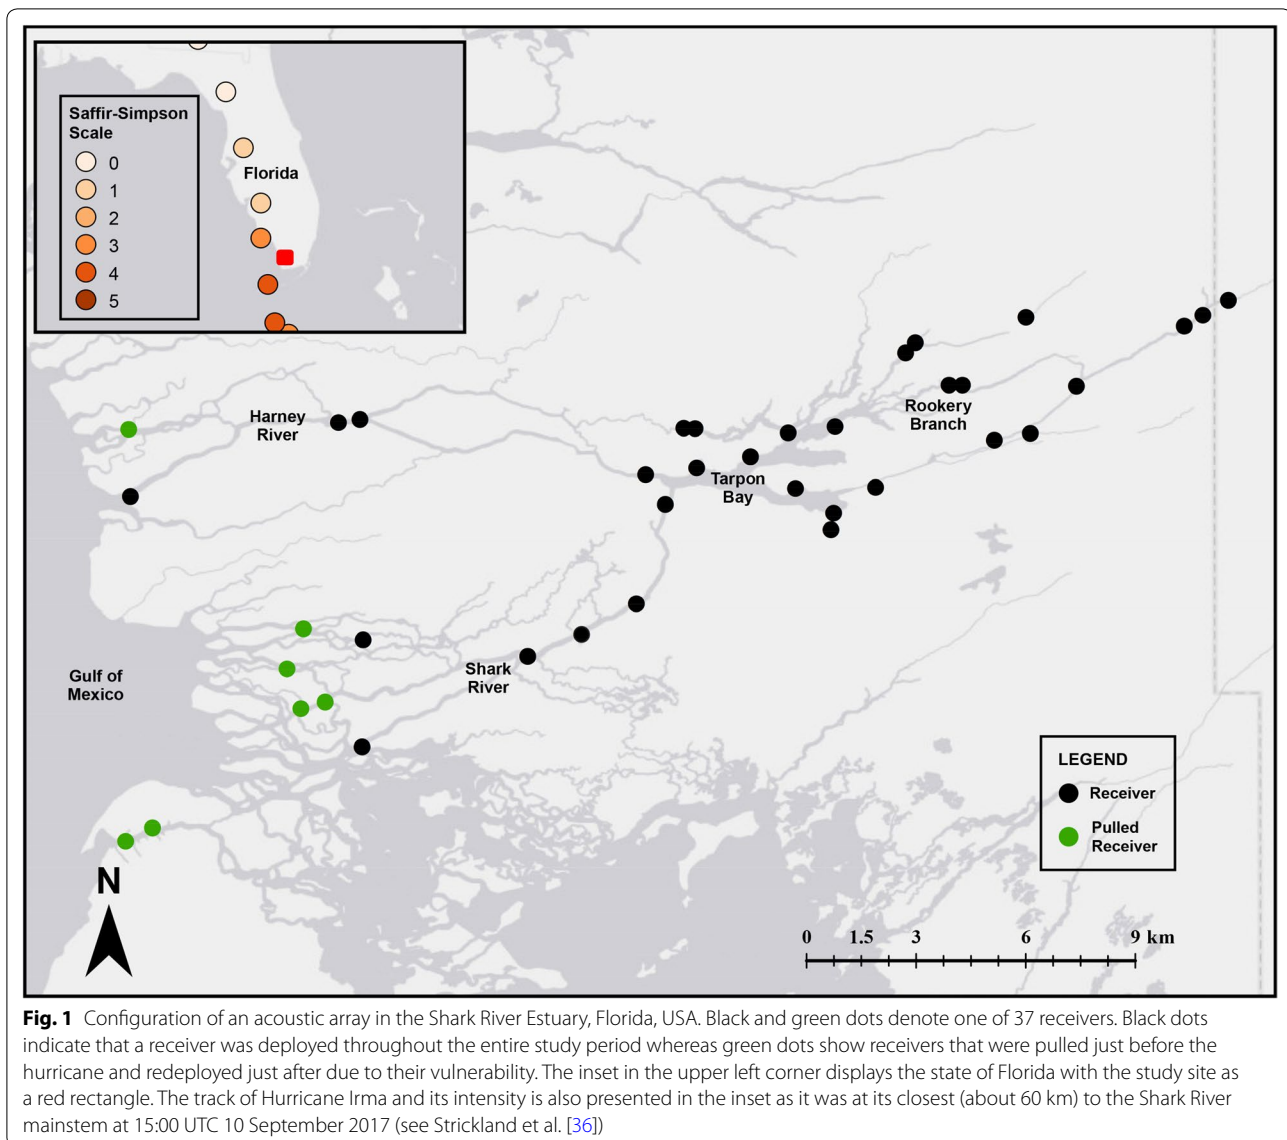 Saffir-Simpson
Scale
0
1
2
3
4
5
Florida
Harney
River
Rookery
Branch
Tarpon
Bay
Shark
River
Gulf of
Mexico
LEGEND
Receiver
Pulled
Receiver
N
0 1.5 3 6 9 km
Fig. 1 Configuration of an acoustic array in the Shark River Estuary, Florida, USA. Black and green dots denote one of 37 receivers. Black dots
indicate that a receiver was deployed throughout the entire study period whereas green dots show receivers that were pulled just before the
hurricane and redeployed just after due to their vulnerability. The inset in the upper left corner displays the state of Florida with the study site as
a red rectangle. The track of Hurricane Irma and its intensity is also presented in the inset as it was at its closest (about 60 km) to the Shark River
mainstem at 15:00 UTC 10 September 2017 (see Strickland et al. [36])